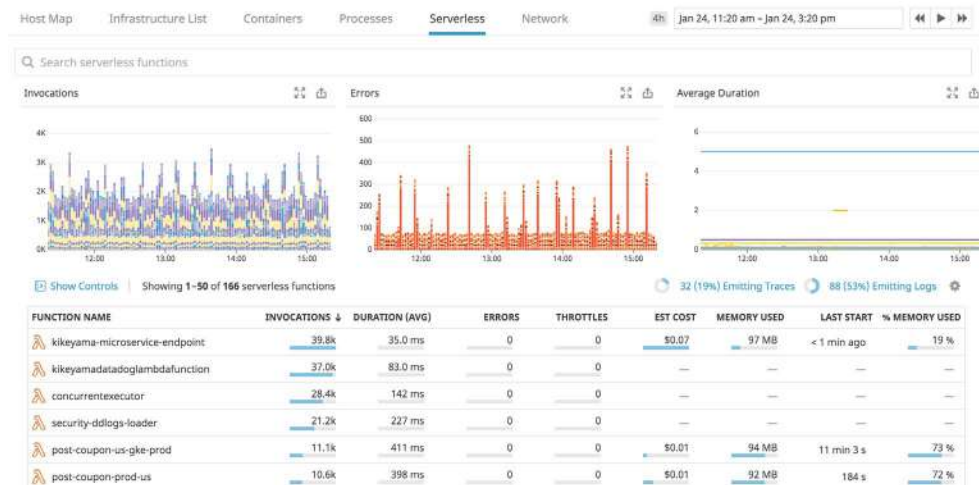 Host Map Infrastructure List Containers Processes Serverless Network 4h Jan 24, 11:20 am – Jan 24, 3:20 pm
Search serverless functions
Invocations Errors Average Duration
4K
3K
2K
1K
0K
12:00 13:00 14:00 15:00
600
500
400
300
200
100
0
12:00 13:00 14:00 15:00
6
4
2
0
12:00 13:00 14:00 15:00
Show Controls Showing 1–50 of 166 serverless functions 32 (19%) Emitting Traces 88 (53%) Emitting Logs
FUNCTION NAME INVOCATIONS ↓ DURATION (AVG) ERRORS THROTTLES EST COST MEMORY USED LAST START % MEMORY USED
kikeyama-microservice-endpoint 39.8k 35.0 ms 0 0 $0.07 97 MB < 1 min ago 19 %
kikeyamadatadoglambdafunction 37.0k 83.0 ms 0 0 — — — —
concurrentexecutor 28.4k 142 ms 0 0 — — — —
security-ddlogs-loader 21.2k 227 ms 0 0 — — — —
post-coupon-us-gke-prod 11.1k 411 ms 0 0 $0.01 94 MB 11 min 3 s 73 %
post-coupon-prod-us 10.6k 398 ms 0 0 $0.01 92 MB 184 s 72 %